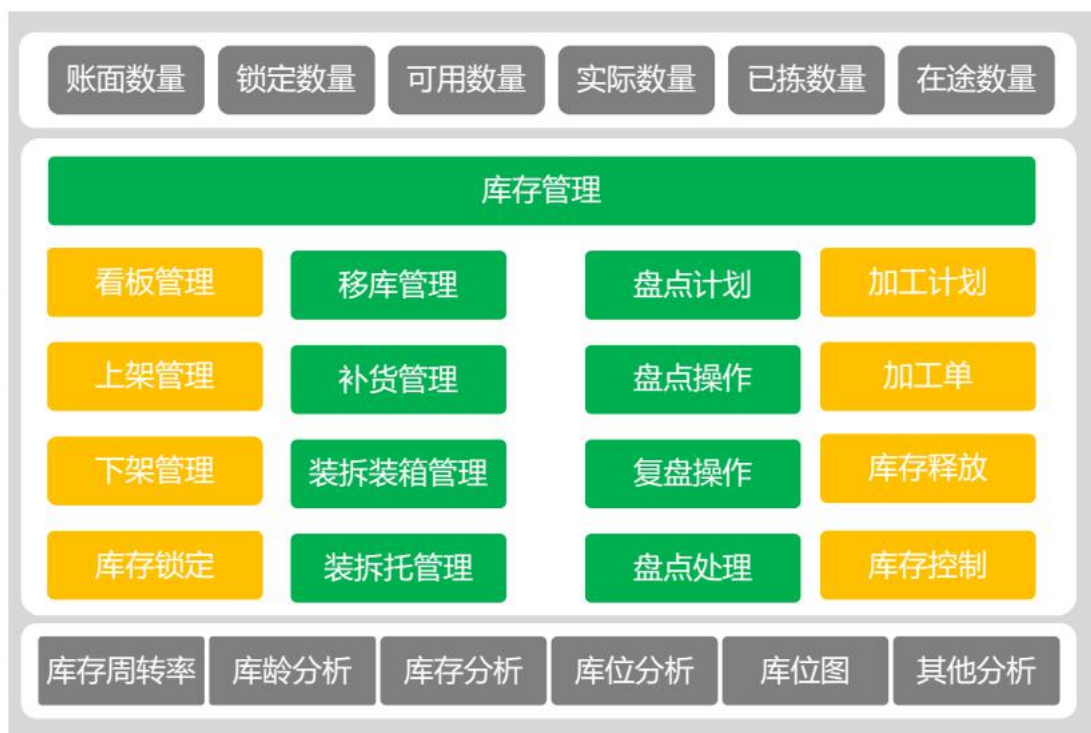 账面数量 锁定数量 可用数量 实际数量 已拣数量 在途数量
库存管理
看板管理 移库管理 盘点计划 加工计划
上架管理 补货管理 盘点操作 加工单
下架管理 装拆装箱管理 复盘操作 库存释放
库存锁定 装拆托管理 盘点处理 库存控制
库存周转率 库龄分析 库存分析 库位分析 库位图 其他分析